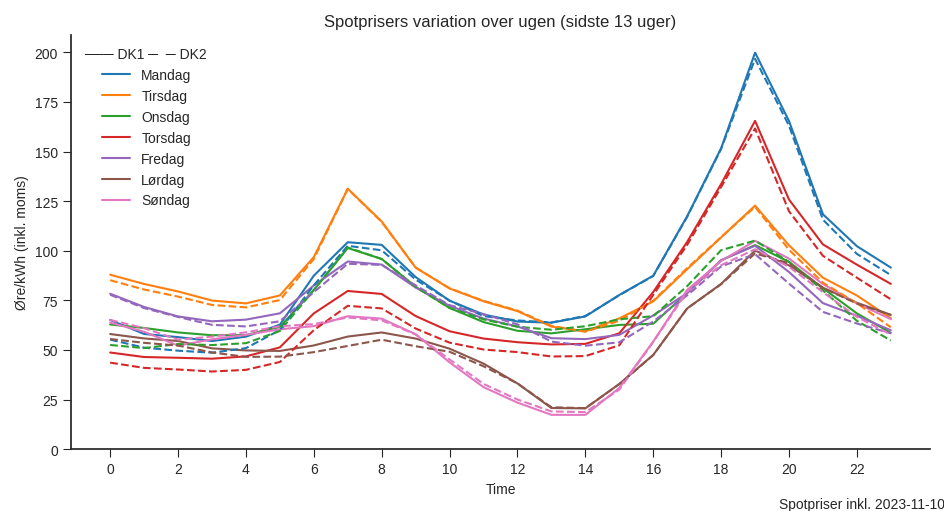 Spotprisers variation over ugen (sidste 13 uger)
DK1 DK2
Mandag
Tirsdag
Onsdag
Torsdag
Fredag
Lørdag
Søndag
Øre/kWh (inkl. moms)
200
175
150
125
100
75
50
25
0
0 2 4 6 8 10 12 14 16 18 20 22
Time
Spotpriser inkl. 2023-11-10